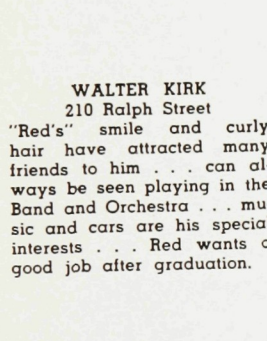 WALTER KIRK
210 Ralph Street
"Red's" smile and curly
hair have attracted many
friends to him . . . can al
ways be seen playing in the
Band and Orchestra . . . mu
sic and cars are his specia
interests . . . Red wants a
good job after graduation.